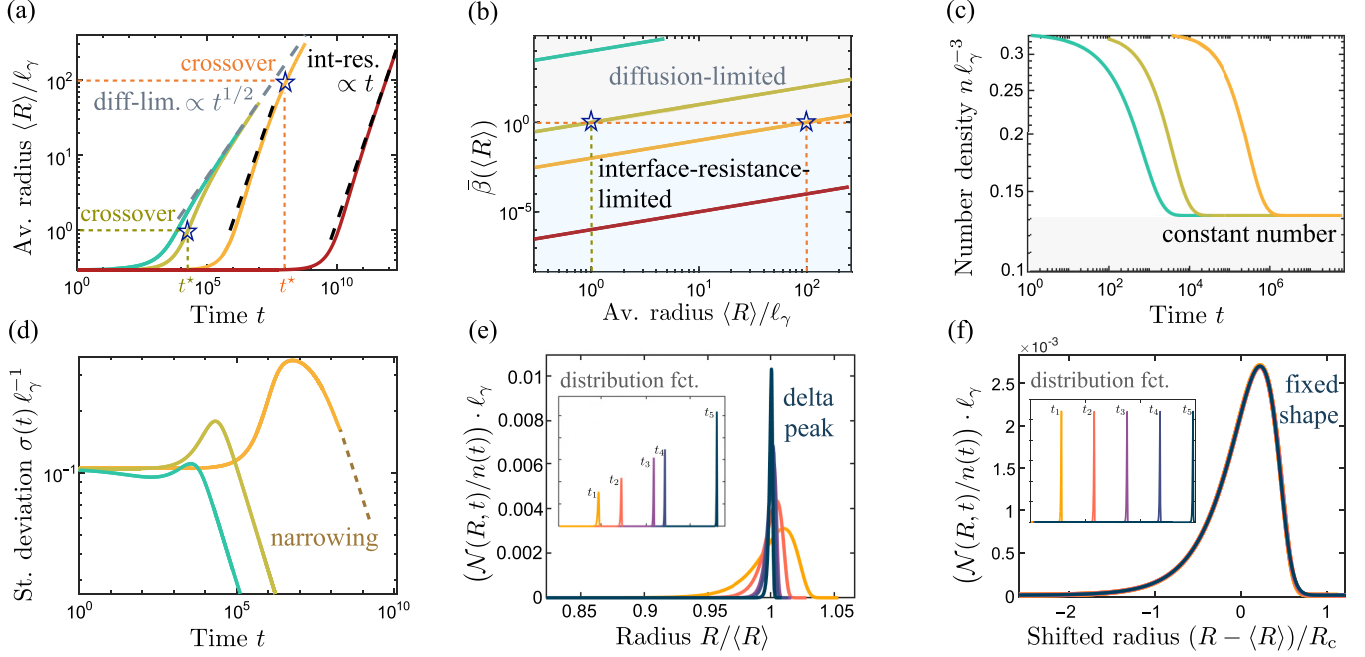 (a)
Av. radius ⟨R⟩/ℓγ
10²
10¹
10⁰
crossover
int-res.
∝ t
diff-lim. ∝ t^1/2
crossover
10⁰
t*
10⁵
t*
10¹⁰
Time t
(b)
β̄(⟨R⟩)
10⁰
10⁻⁵
diffusion-limited
interface-resistance-
limited
10⁰
10¹
10²
Av. radius ⟨R⟩/ℓγ
(c)
Number density n ℓγ⁻³
0.3
0.2
0.15
0.1
constant number
10⁰
10²
10⁴
10⁶
Time t
(d)
St. deviation σ(t) ℓγ⁻¹
10⁻¹
narrowing
10⁰
10⁵
10¹⁰
Time t
(e)
(𝒩(R, t)/n(t)) · ℓγ
0.01
0.008
0.006
0.004
0.002
0
distribution fct.
t₁
t₂
t₃
t₄
t₅
delta
peak
0.85
0.9
0.95
1
1.05
Radius R/⟨R⟩
(f)
×10⁻³
(𝒩(R, t)/n(t)) · ℓγ
2.5
2
1.5
1
0.5
0
distribution fct.
t₁
t₂
t₃
t₄
t₅
fixed
shape
-2
-1
0
1
Shifted radius (R − ⟨R⟩)/Rc